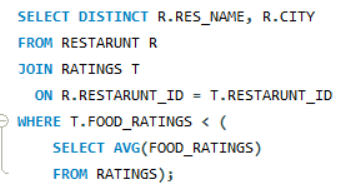 SELECT DISTINCT R.RES_NAME, R.CITY
FROM RESTARUNT R
JOIN RATINGS T
ON R.RESTARUNT_ID = T.RESTARUNT_ID
WHERE T.FOOD_RATINGS < (
SELECT AVG(FOOD_RATINGS)
FROM RATINGS);